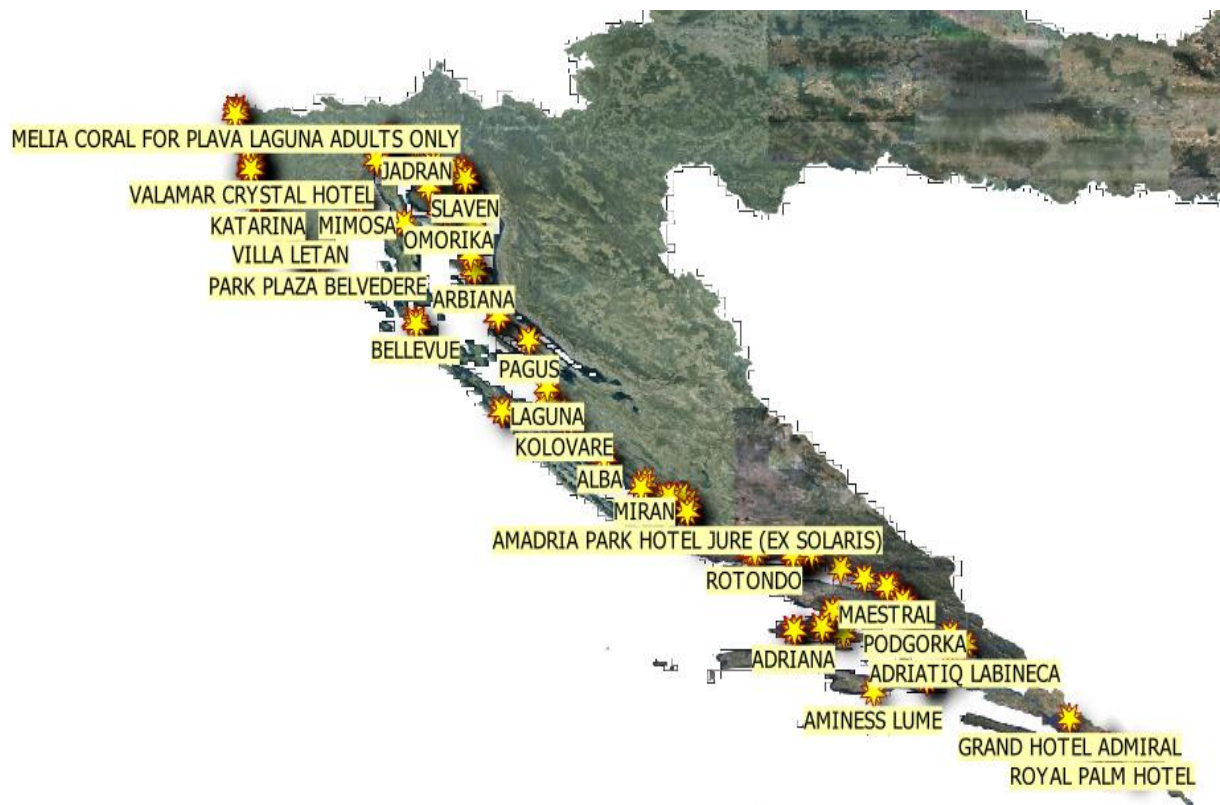 MELIA CORAL FOR PLAVA LAGUNA ADULTS ONLY
JADRAN
VALAMAR CRYSTAL HOTEL
SLAVEN
KATARINA
MIMOSA
OMORIKA
VILLA LETAN
PARK PLAZA BELVEDERE
ARBIANA
BELLEVUE
PAGUS
LAGUNA
KOLOVARE
ALBA
MIRAN
AMADRIA PARK HOTEL JURE (EX SOLARIS)
ROTONDO
MAESTRAL
PODGORKA
ADRIANA
ADRIATIQ LABINECA
AMINESS LUME
GRAND HOTEL ADMIRAL
ROYAL PALM HOTEL